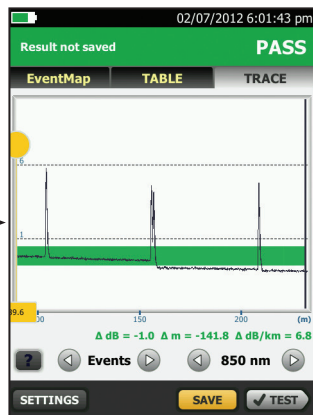 02/07/2012 6:01:43 pm
Result not saved
PASS
EventMap TABLE TRACE
6
1
39.6
00 150 200 (m)
Δ dB = -1.0 Δ m = -141.8 Δ dB/km = 6.8
? Events 850 nm
SETTINGS SAVE TEST